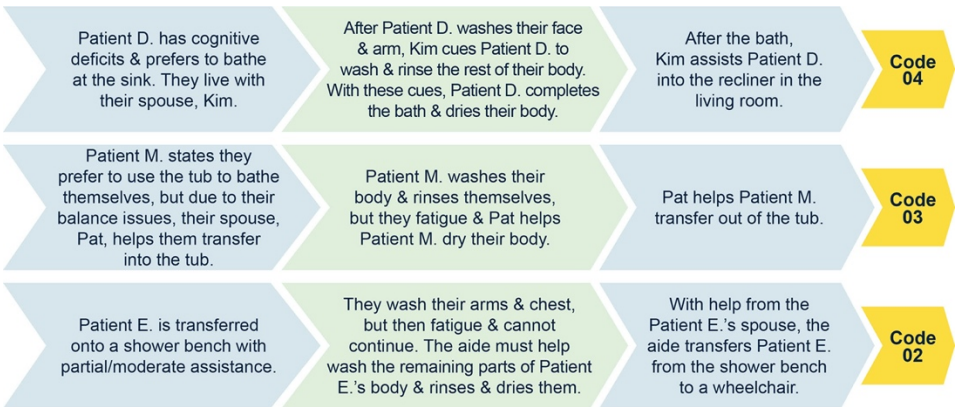 Patient D. has cognitive
deficits & prefers to bathe
at the sink. They live with
their spouse, Kim.
After Patient D. washes their face
& arm, Kim cues Patient D. to
wash & rinse the rest of their body.
With these cues, Patient D. completes
the bath & dries their body.
After the bath,
Kim assists Patient D.
into the recliner in the
living room.
Code
04
Patient M. states they
prefer to use the tub to bathe
themselves, but due to their
balance issues, their spouse,
Pat, helps them transfer
into the tub.
Patient M. washes their
body & rinses themselves,
but they fatigue & Pat helps
Patient M. dry their body.
Pat helps Patient M.
transfer out of the tub.
Code
03
Patient E. is transferred
onto a shower bench with
partial/moderate assistance.
They wash their arms & chest,
but then fatigue & cannot
continue. The aide must help
wash the remaining parts of Patient
E.’s body & rinses & dries them.
With help from the
Patient E.’s spouse, the
aide transfers Patient E.
from the shower bench
to a wheelchair.
Code
02